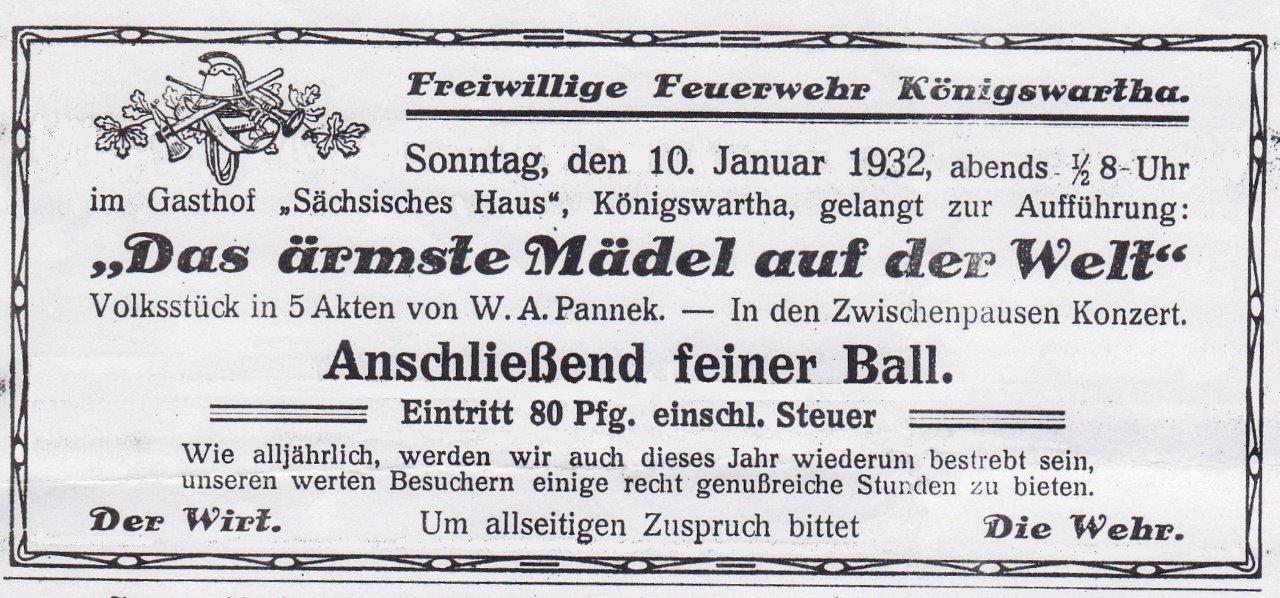 Freiwillige Feuerwehr Königswartha.
Sonntag, den 10. Januar 1932, abends ½ 8-Uhr
im Gasthof „Sächsisches Haus“, Königswartha, gelangt zur Aufführung:
„Das ärmste Mädel auf der Welt“
Volksstück in 5 Akten von W. A. Pannek. — In den Zwischenpausen Konzert.
Anschließend feiner Ball.
Eintritt 80 Pfg. einschl. Steuer
Wie alljährlich, werden wir auch dieses Jahr wiederum bestrebt sein,
unseren werten Besuchern einige recht genußreiche Stunden zu bieten.
Der Wirt. Um allseitigen Zuspruch bittet Die Wehr.